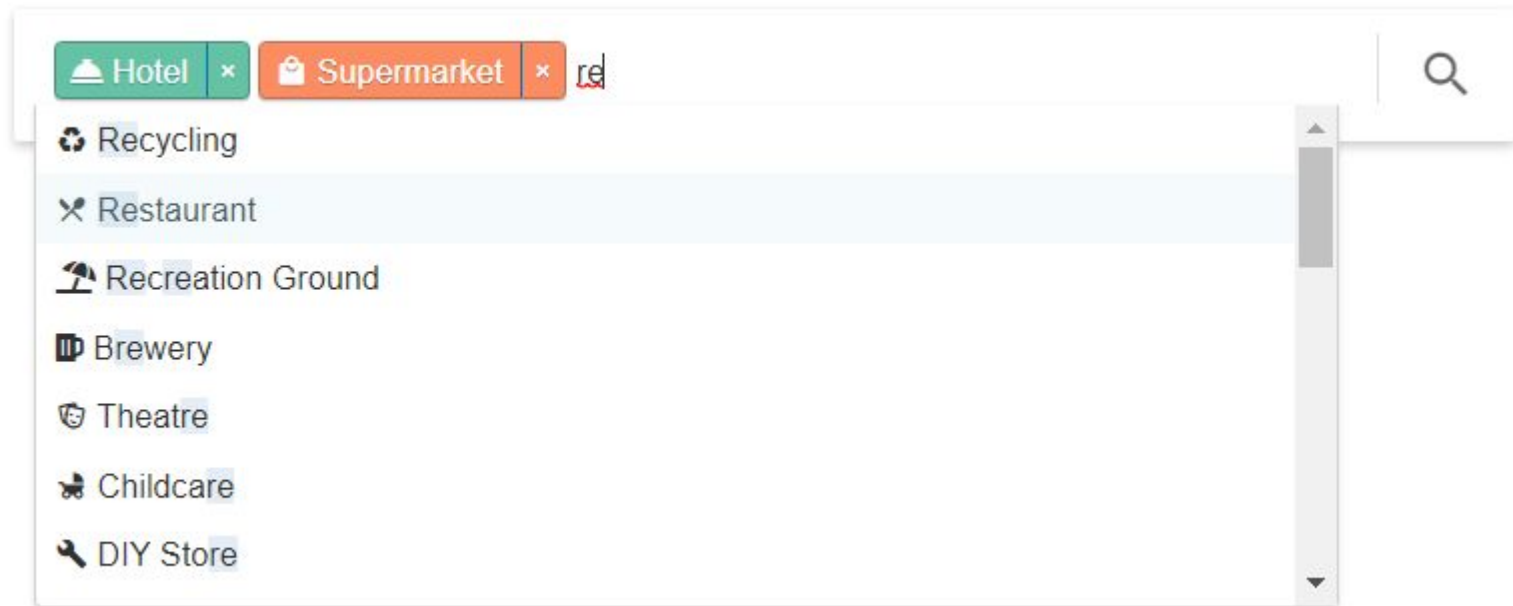 Hotel × Supermarket × re
Recycling
Restaurant
Recreation Ground
Brewery
Theatre
Childcare
DIY Store